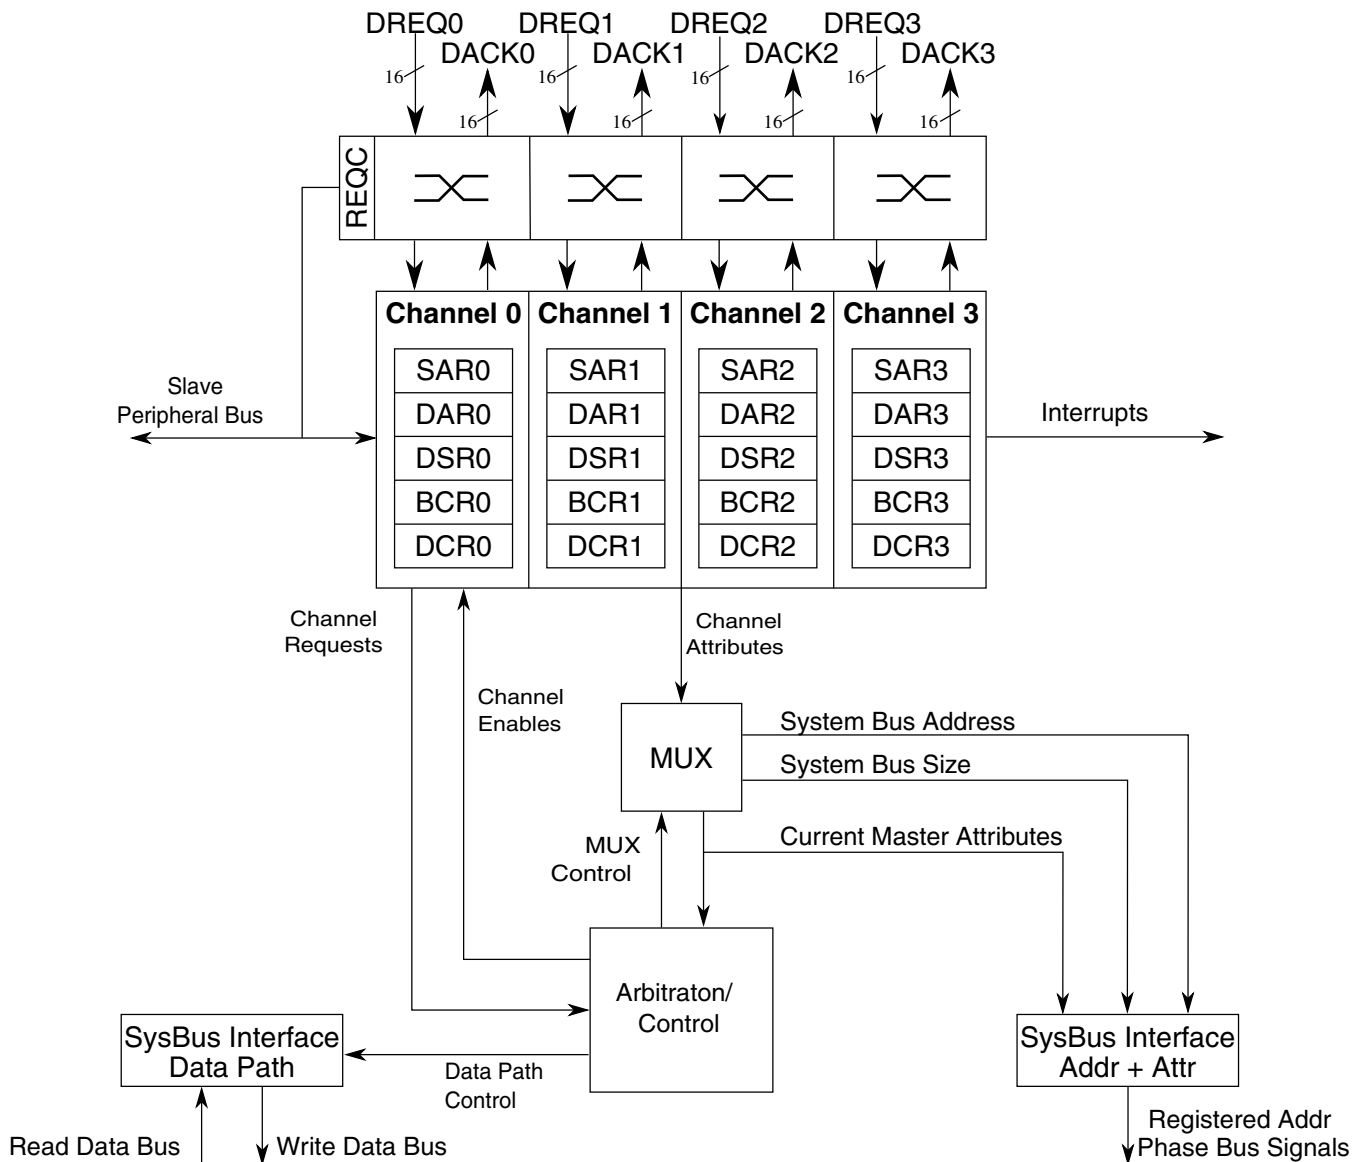 DREQ0 DREQ1 DREQ2 DREQ3
DACK0 DACK1 DACK2 DACK3
16 16 16 16
16 16 16 16
REQC
Channel 0 Channel 1 Channel 2 Channel 3
SAR0 SAR1 SAR2 SAR3
DAR0 DAR1 DAR2 DAR3
DSR0 DSR1 DSR2 DSR3
BCR0 BCR1 BCR2 BCR3
DCR0 DCR1 DCR2 DCR3
Slave
Peripheral Bus
Interrupts
Channel
Requests
Channel
Attributes
Channel
Enables
MUX
System Bus Address
System Bus Size
Current Master Attributes
MUX
Control
Arbitraton/
Control
SysBus Interface
Data Path
Data Path
Control
SysBus Interface
Addr + Attr
Read Data Bus
Write Data Bus
Registered Addr
Phase Bus Signals